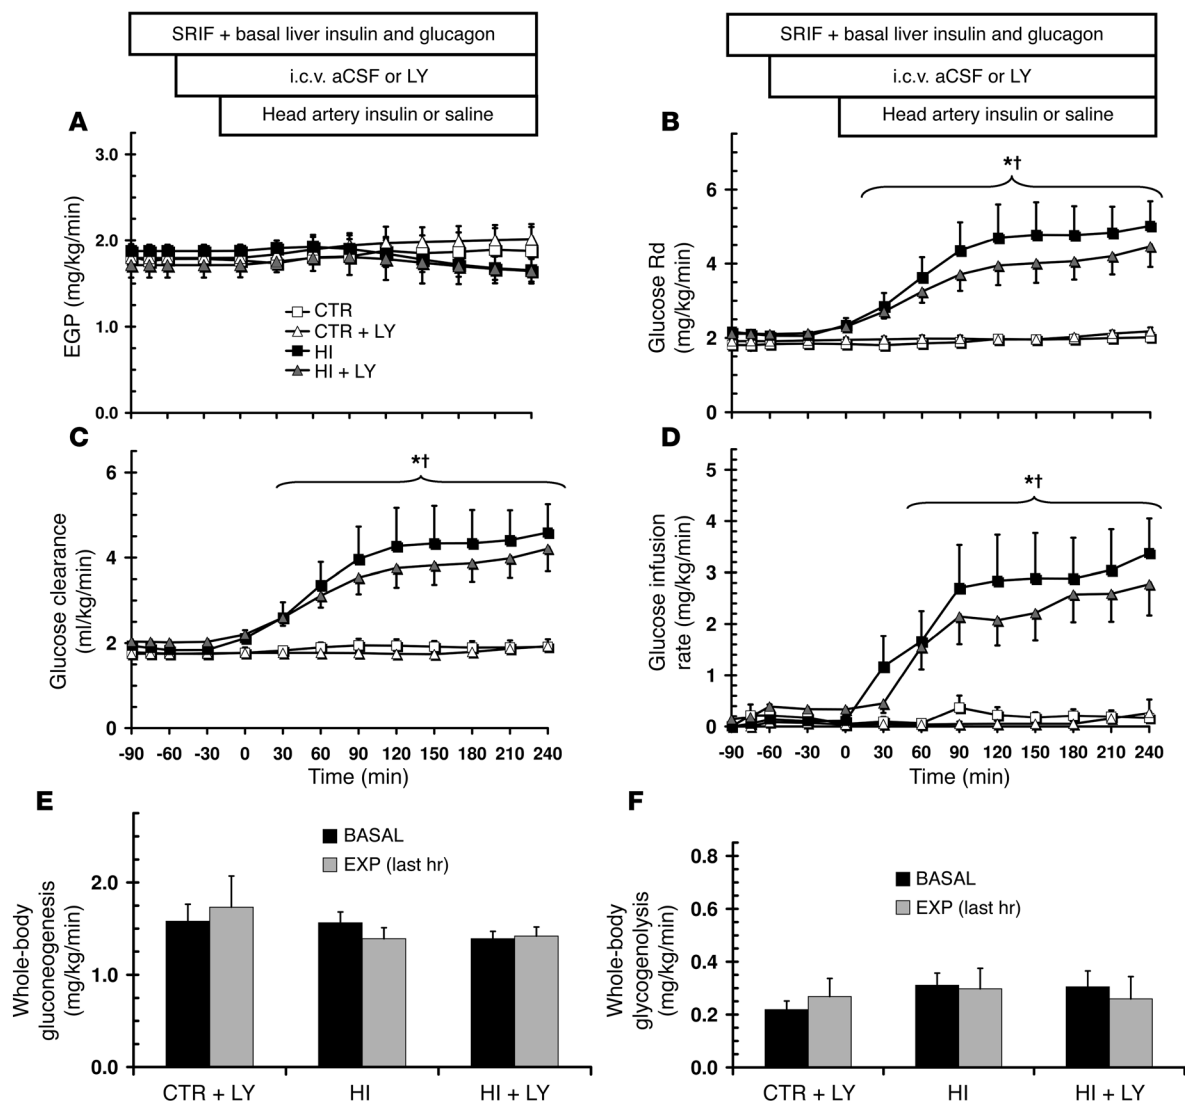 SRIF + basal liver insulin and glucagon
i.c.v. aCSF or LY
Head artery insulin or saline
A
EGP (mg/kg/min)
3.0
2.0
1.0
0.0
CTR
CTR + LY
HI
HI + LY
SRIF + basal liver insulin and glucagon
i.c.v. aCSF or LY
Head artery insulin or saline
B
Glucose Rd
(mg/kg/min)
6
4
2
0
*†
C
Glucose clearance
(ml/kg/min)
6
4
2
0
*†
-90 -60 -30 0 30 60 90 120 150 180 210 240
Time (min)
D
Glucose infusion
rate (mg/kg/min)
5
4
3
2
1
0
*†
-90 -60 -30 0 30 60 90 120 150 180 210 240
Time (min)
E
Whole-body
gluconeogenesis
(mg/kg/min)
2.0
1.0
0.0
BASAL
EXP (last hr)
CTR + LY HI HI + LY
F
Whole-body
glycogenolysis
(mg/kg/min)
0.8
0.6
0.4
0.2
0.0
BASAL
EXP (last hr)
CTR + LY HI HI + LY